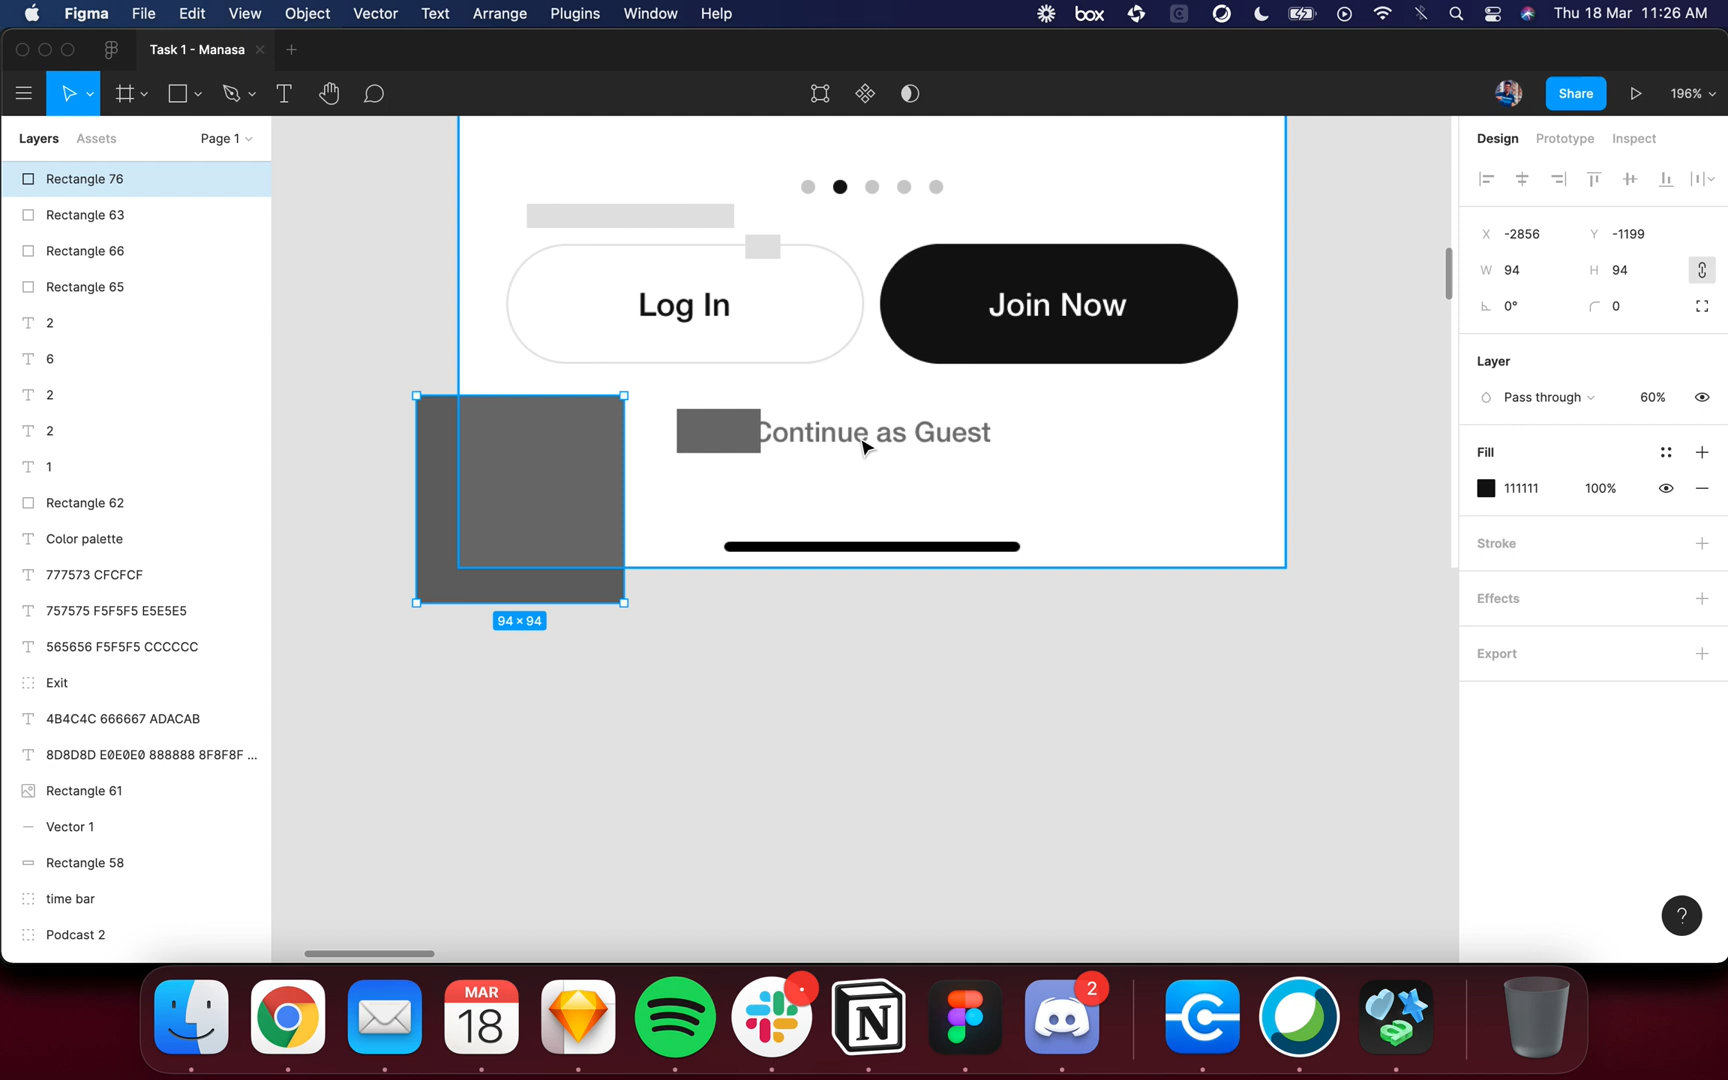 Figma File Edit View Object Vector Text Arrange Plugins Window Help box Thu 18 Mar 11:26 AM
Task 1 - Manasa
Share 196%
Layers Assets Page 1
Design Prototype Inspect
Rectangle 76
Rectangle 63
Rectangle 66
Rectangle 65
2
6
2
2
1
Rectangle 62
Color palette
777573 CFCFCF
757575 F5F5F5 E5E5E5
565656 F5F5F5 CCCCCC
Exit
4B4C4C 666667 ADACAB
8D8D8D E0E0E0 888888 8F8F8F ...
Rectangle 61
Vector 1
Rectangle 58
time bar
Podcast 2
Log In
Join Now
Continue as Guest
94 × 94
X -2856 Y -1199
W 94 H 94
0° 0
Layer
Pass through 60%
Fill
111111 100%
Stroke
Effects
Export
?
MAR
18
2